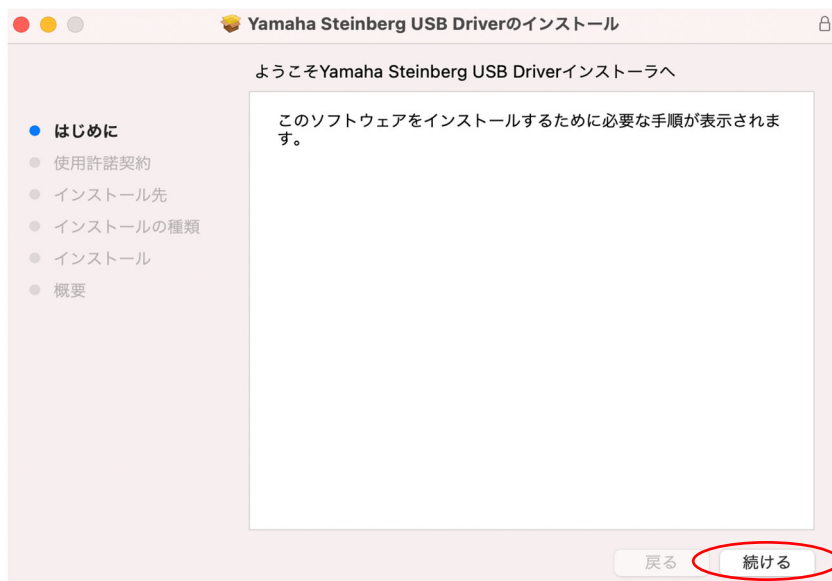 Yamaha Steinberg USB Driverのインストール
ようこそYamaha Steinberg USB Driverインストーラへ
はじめに
使用許諾契約
インストール先
インストールの種類
インストール
概要
このソフトウェアをインストールするために必要な手順が表示されま
す。
戻る
続ける